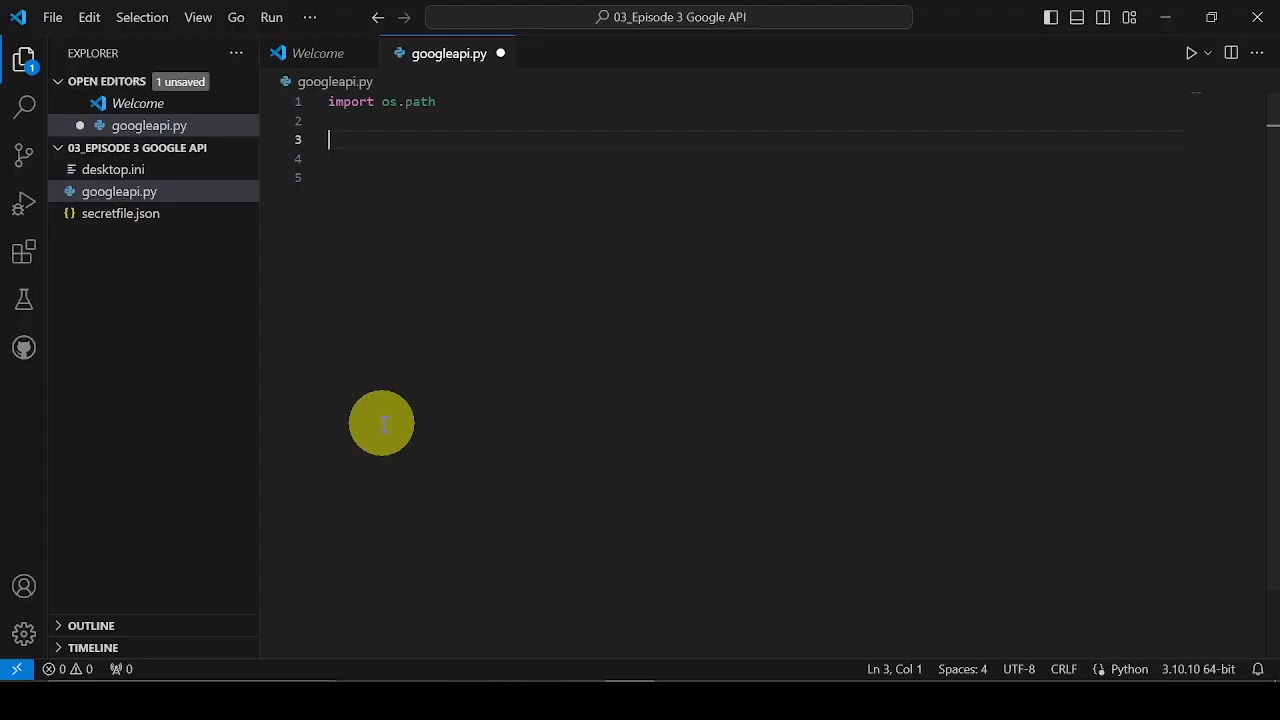 File Edit Selection View Go Run ··· 03_Episode 3 Google API
EXPLORER ···
OPEN EDITORS 1 unsaved
Welcome
googleapi.py
03_EPISODE 3 GOOGLE API
desktop.ini
googleapi.py
secretfile.json
OUTLINE
TIMELINE
1
Welcome googleapi.py
googleapi.py
1 import os.path
2
3
4
5
0 0 0 Ln 3, Col 1 Spaces: 4 UTF-8 CRLF Python 3.10.10 64-bit